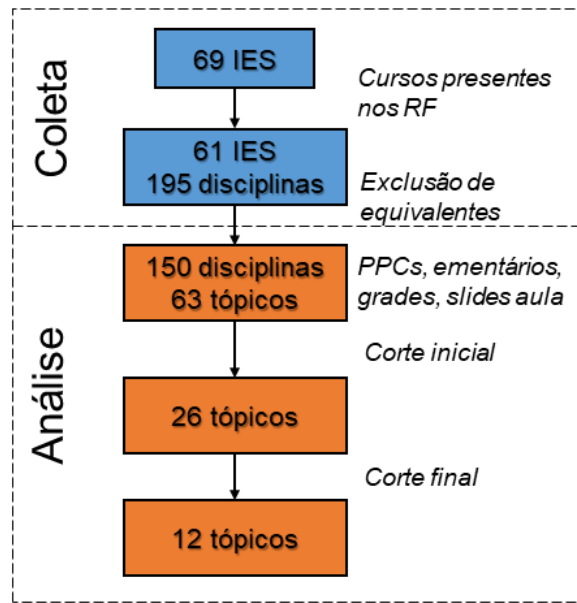 Coleta
69 IES
Cursos presentes
nos RF
61 IES
195 disciplinas
Exclusão de
equivalentes
Análise
150 disciplinas
63 tópicos
PPCs, ementários,
grades, slides aula
Corte inicial
26 tópicos
Corte final
12 tópicos